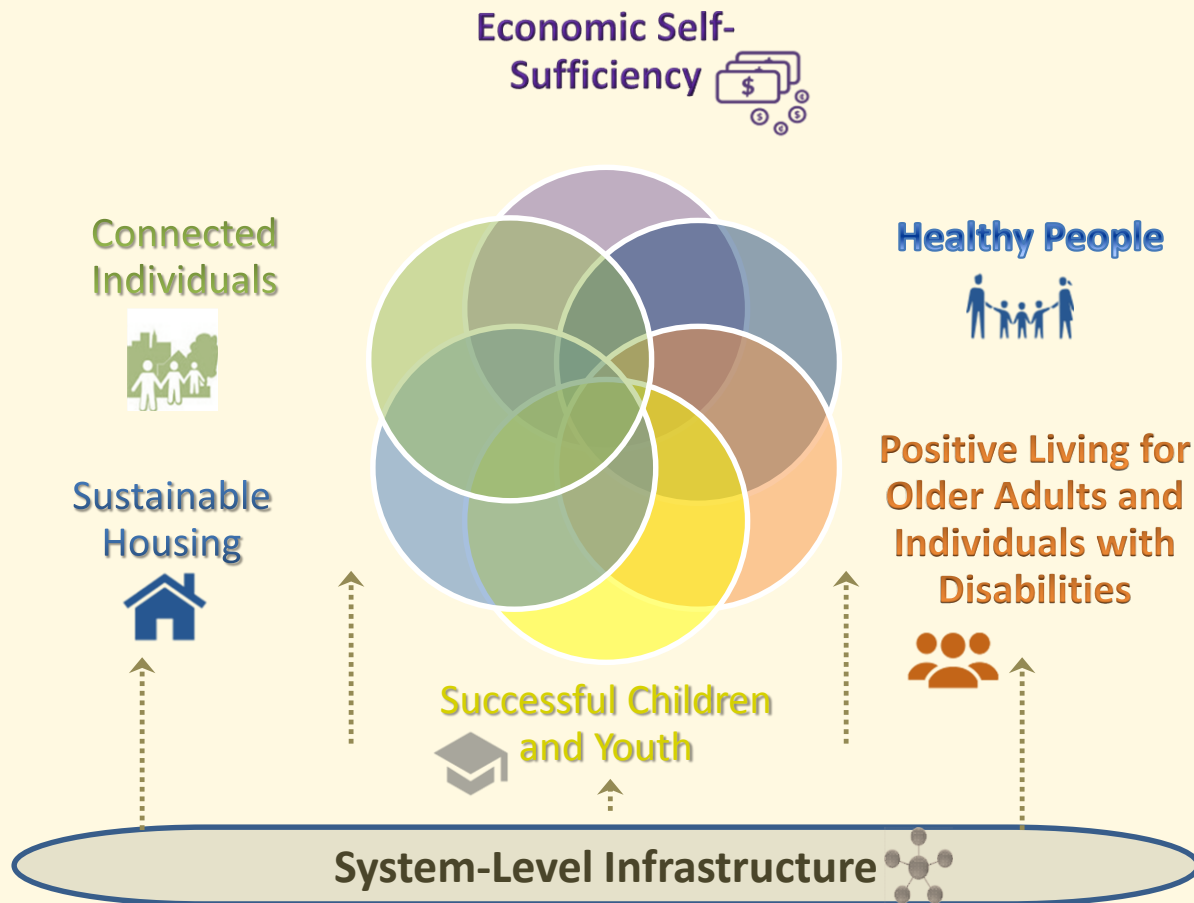 Economic Self-
Sufficiency
$
Connected
Individuals
Healthy People
Sustainable
Housing
Positive Living for
Older Adults and
Individuals with
Disabilities
Successful Children
and Youth
System-Level Infrastructure